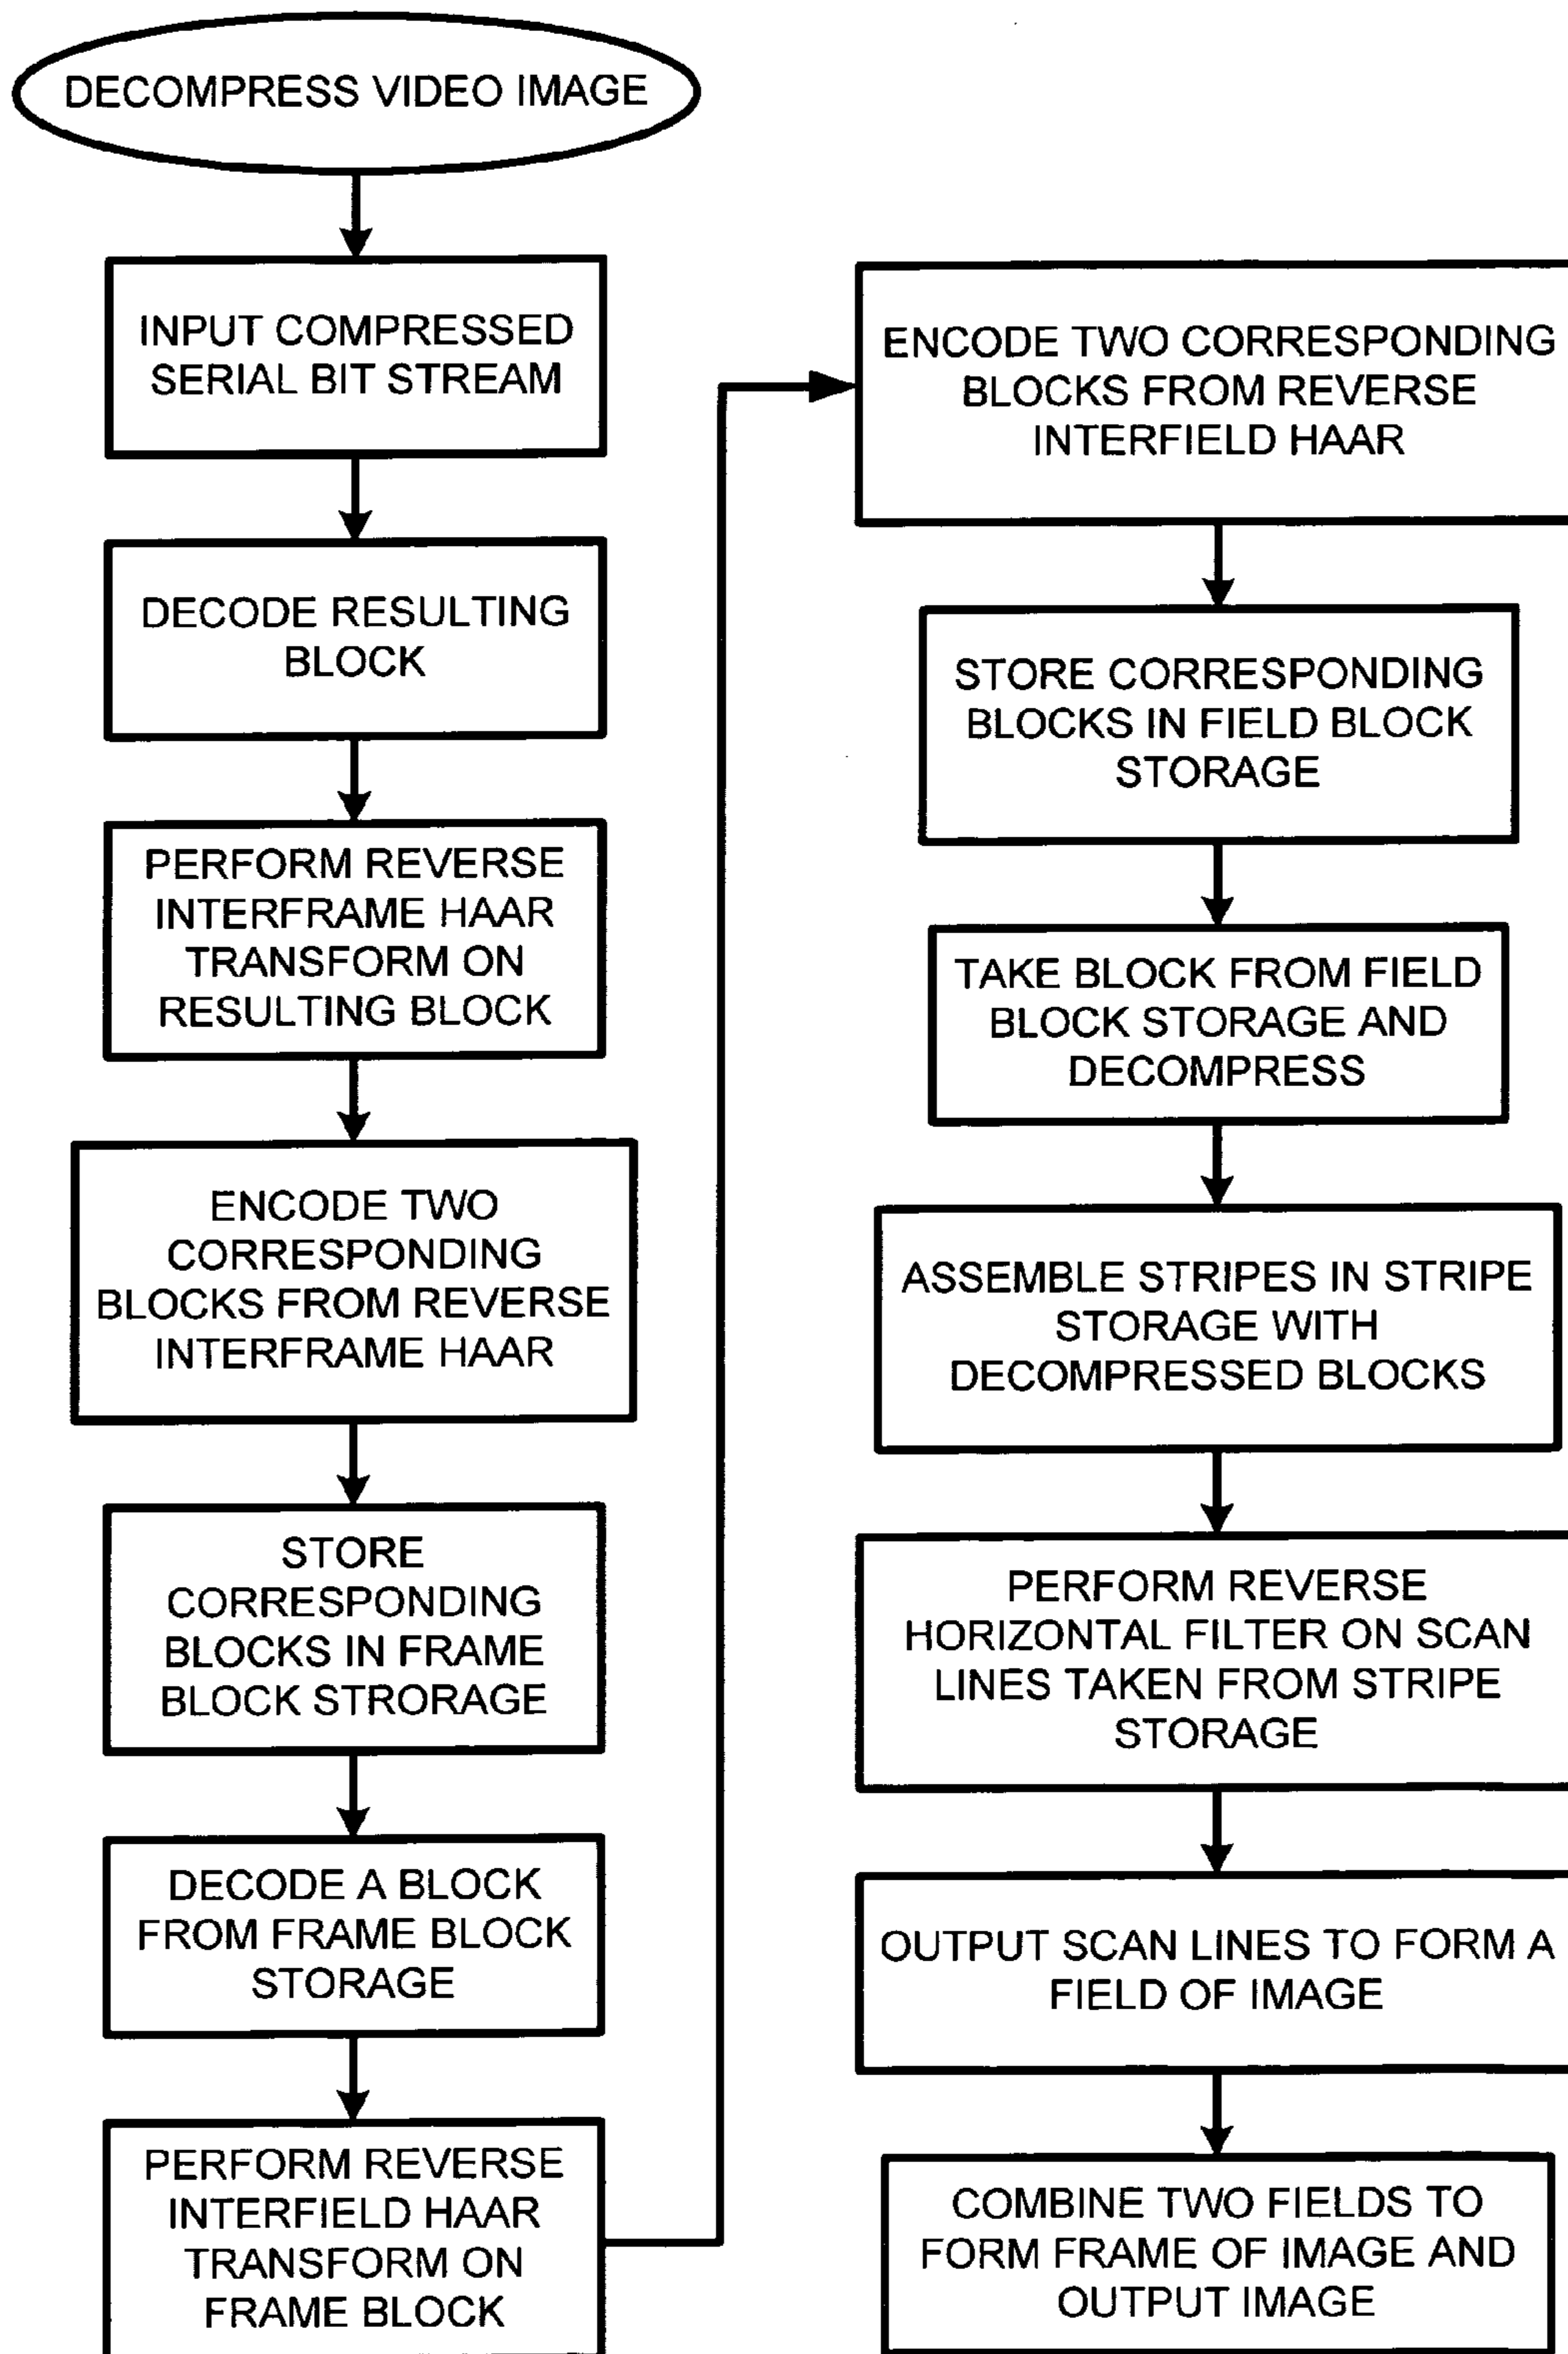 DECOMPRESS VIDEO IMAGE
INPUT COMPRESSED
SERIAL BIT STREAM
DECODE RESULTING
BLOCK
PERFORM REVERSE
INTERFRAME HAAR
TRANSFORM ON
RESULTING BLOCK
ENCODE TWO
CORRESPONDING
BLOCKS FROM REVERSE
INTERFRAME HAAR
STORE
CORRESPONDING
BLOCKS IN FRAME
BLOCK STRORAGE
DECODE A BLOCK
FROM FRAME BLOCK
STORAGE
PERFORM REVERSE
INTERFIELD HAAR
TRANSFORM ON
FRAME BLOCK
ENCODE TWO CORRESPONDING
BLOCKS FROM REVERSE
INTERFIELD HAAR
STORE CORRESPONDING
BLOCKS IN FIELD BLOCK
STORAGE
TAKE BLOCK FROM FIELD
BLOCK STORAGE AND
DECOMPRESS
ASSEMBLE STRIPES IN STRIPE
STORAGE WITH
DECOMPRESSED BLOCKS
PERFORM REVERSE
HORIZONTAL FILTER ON SCAN
LINES TAKEN FROM STRIPE
STORAGE
OUTPUT SCAN LINES TO FORM A
FIELD OF IMAGE
COMBINE TWO FIELDS TO
FORM FRAME OF IMAGE AND
OUTPUT IMAGE